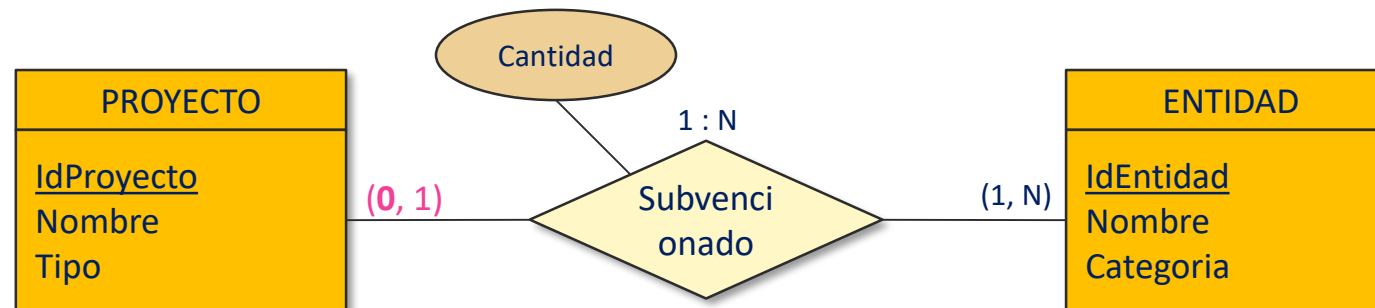 Cantidad
PROYECTO
IdProyecto
Nombre
Tipo
(0, 1)
1 : N
Subvenci
onado
(1, N)
ENTIDAD
IdEntidad
Nombre
Categoria